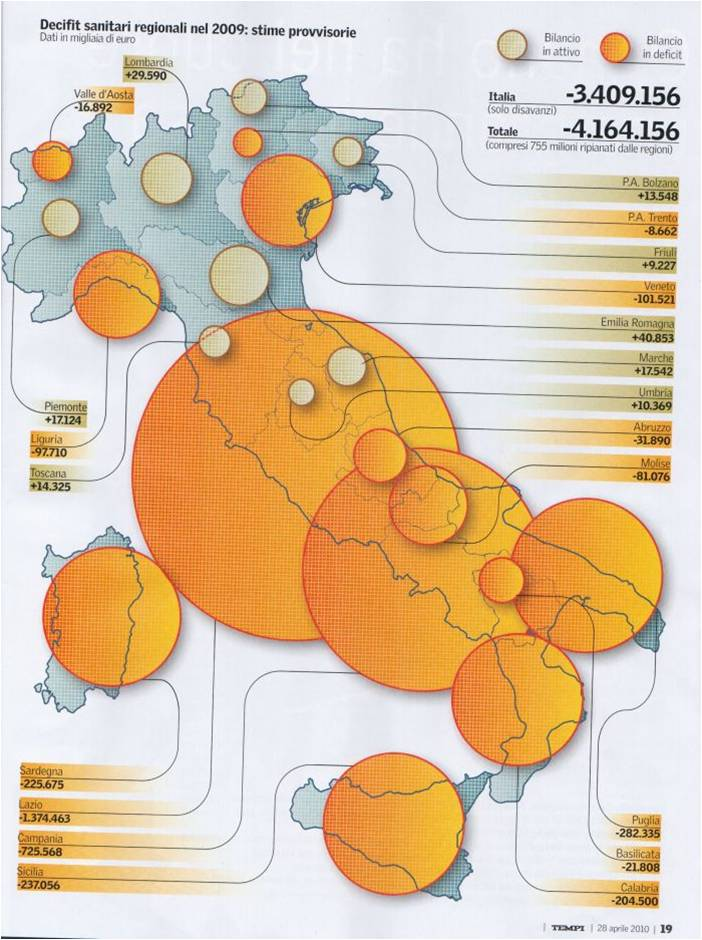 Decifit sanitari regionali nel 2009: stime provvisorie
Dati in migliaia di euro
Bilancio
in attivo
Bilancio
in deficit
Italia -3.409.156
(solo disavanzi)
Totale -4.164.156
(compresi 755 milioni ripianati dalle regioni)
Lombardia
+29.590
Valle d'Aosta
-16.892
P.A. Bolzano
+13.548
P.A. Trento
-8.662
Friuli
+9.227
Veneto
-101.521
Emilia Romagna
+40.853
Marche
+17.542
Umbria
+10.369
Abruzzo
-31.890
Molise
-81.076
Piemonte
+17.124
Liguria
-97.710
Toscana
+14.325
Sardegna
-225.675
Lazio
-1.374.463
Campania
-725.568
Sicilia
-237.056
Puglia
-282.335
Basilicata
-21.808
Calabria
-204.500
| TEMPI | 28 aprile 2010 | 19